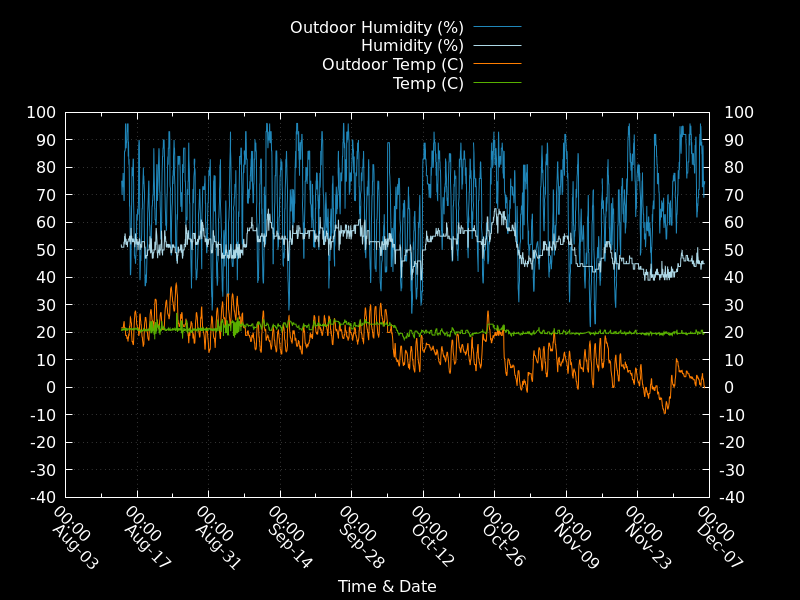 Outdoor Humidity (%)
Humidity (%)
Outdoor Temp (C)
Temp (C)
100 100
90 90
80 80
70 70
60 60
50 50
40 40
30 30
20 20
10 10
0 0
-10 -10
-20 -20
-30 -30
-40 -40
00:00 00:00 00:00 00:00 00:00 00:00 00:00 00:00 00:00 00:00
Aug-03 Aug-17 Aug-31 Sep-14 Sep-28 Oct-12 Oct-26 Nov-09 Nov-23 Dec-07
Time & Date